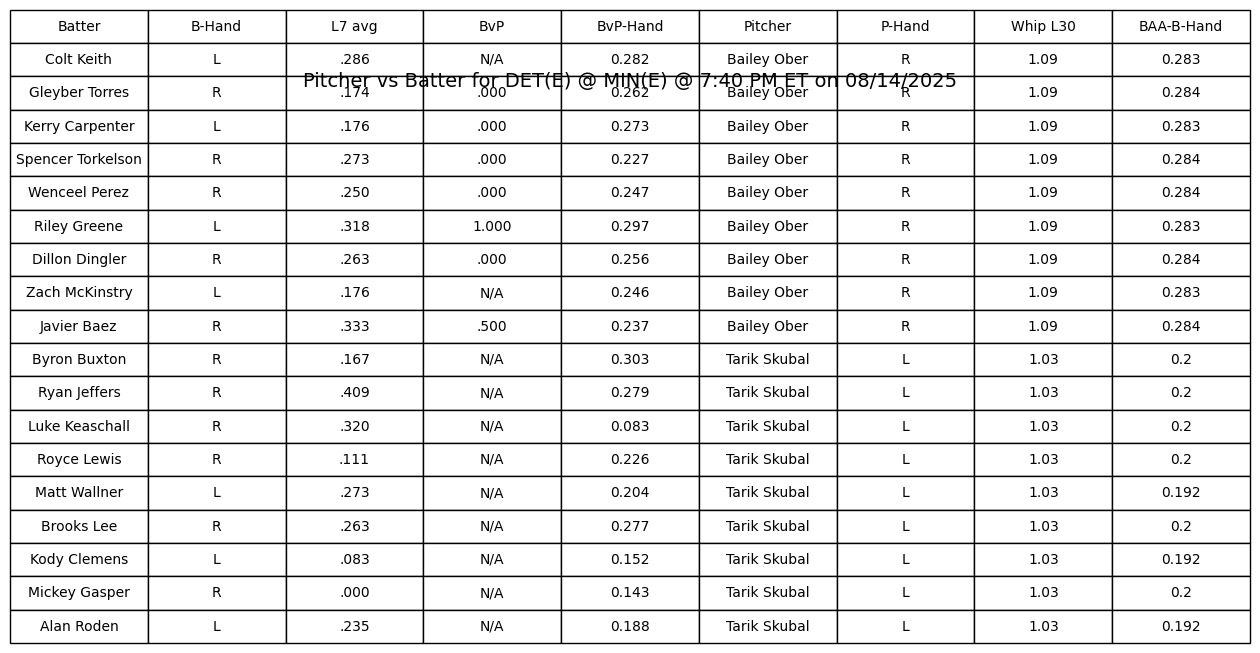 Batter B-Hand L7 avg BvP BvP-Hand Pitcher P-Hand Whip L30 BAA-B-Hand
Colt Keith L .286 N/A 0.282 Bailey Ober R 1.09 0.283
Pitcher vs Batter for DET(E) @ MIN(E) @ 7:40 PM ET on 08/14/2025
Gleyber Torres R .174 .000 0.262 Bailey Ober R 1.09 0.284
Kerry Carpenter L .176 .000 0.273 Bailey Ober R 1.09 0.283
Spencer Torkelson R .273 .000 0.227 Bailey Ober R 1.09 0.284
Wenceel Perez R .250 .000 0.247 Bailey Ober R 1.09 0.284
Riley Greene L .318 1.000 0.297 Bailey Ober R 1.09 0.283
Dillon Dingler R .263 .000 0.256 Bailey Ober R 1.09 0.284
Zach McKinstry L .176 N/A 0.246 Bailey Ober R 1.09 0.283
Javier Baez R .333 .500 0.237 Bailey Ober R 1.09 0.284
Byron Buxton R .167 N/A 0.303 Tarik Skubal L 1.03 0.2
Ryan Jeffers R .409 N/A 0.279 Tarik Skubal L 1.03 0.2
Luke Keaschall R .320 N/A 0.083 Tarik Skubal L 1.03 0.2
Royce Lewis R .111 N/A 0.226 Tarik Skubal L 1.03 0.2
Matt Wallner L .273 N/A 0.204 Tarik Skubal L 1.03 0.192
Brooks Lee R .263 N/A 0.277 Tarik Skubal L 1.03 0.2
Kody Clemens L .083 N/A 0.152 Tarik Skubal L 1.03 0.192
Mickey Gasper R .000 N/A 0.143 Tarik Skubal L 1.03 0.2
Alan Roden L .235 N/A 0.188 Tarik Skubal L 1.03 0.192